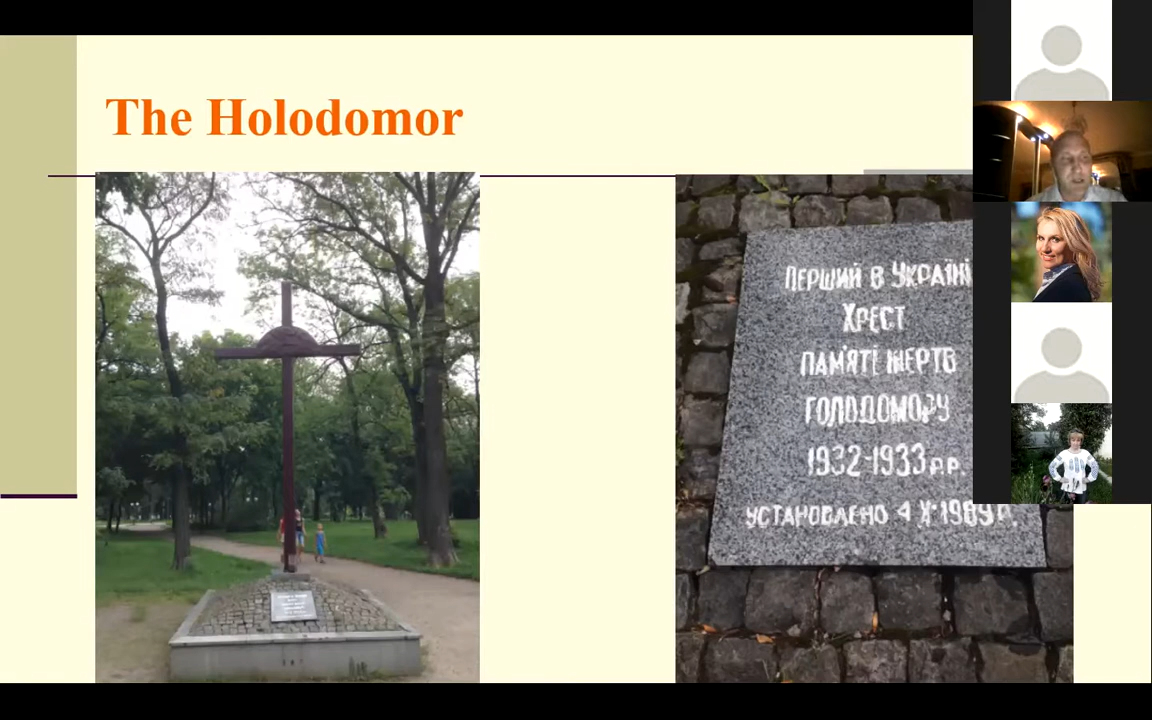 The Holodomor
ПЕРШИЙ В УКРАЇНІ
ХРЕСТ
ПАМ'ЯТІ ЖЕРТВ
ГОЛОДОМОРУ
1932-1933 р.р.
УСТАНОВЛЕНО 4 Х 1989 р.